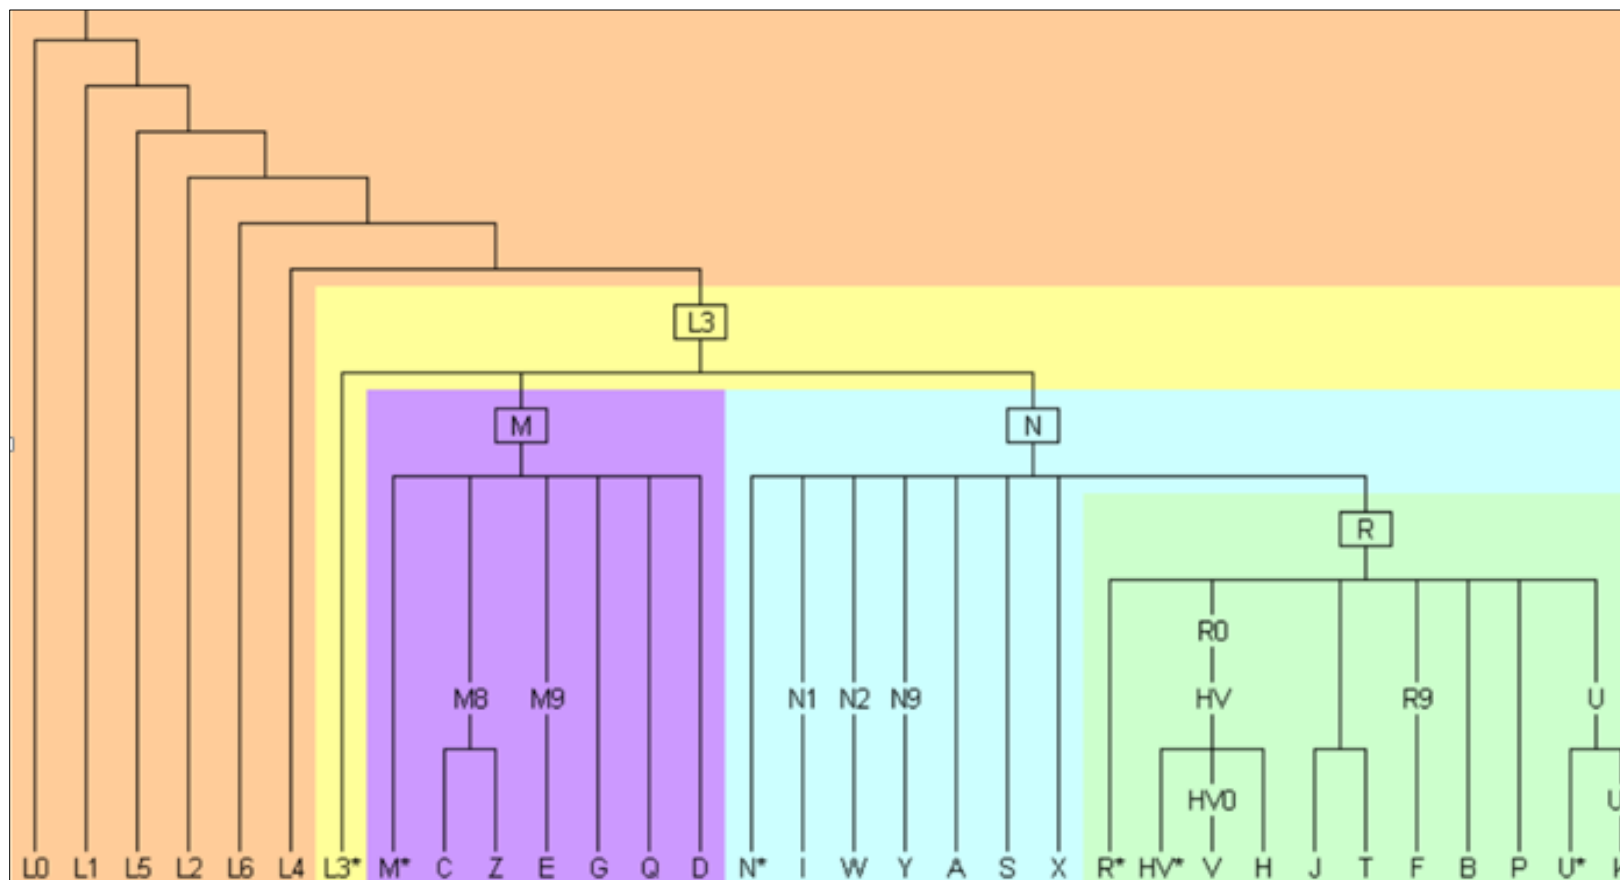 L3
M N
R
R0
M8 M9 N1 N2 N9 HV R9 U
HV0
L0 L1 L5 L2 L6 L4 L3* M* C Z E G Q D N* I W Y A S X R* HV* V H J T F B P U*